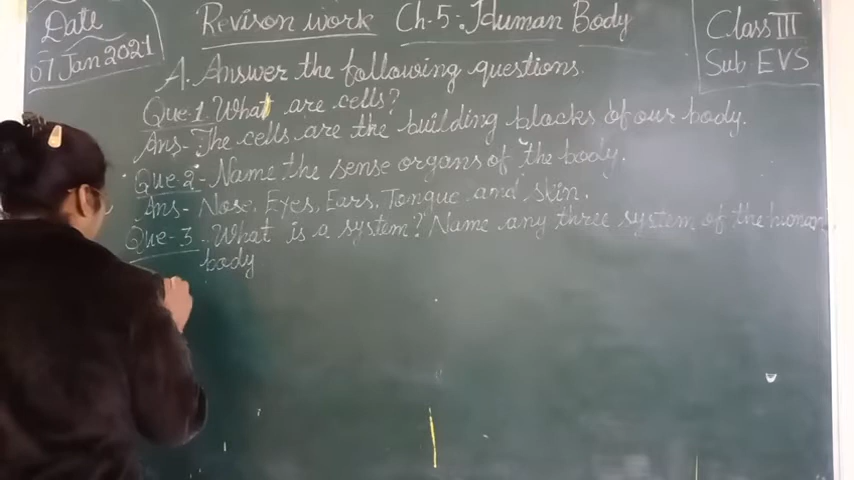 Date
07 Jan 2021
Revison work Ch-5: Human Body
Class III
Sub EVS
A. Answer the following questions.
Que-1. What are cells?
Ans- The cells are the building blocks of our body.
Que-2- Name the sense organs of the body.
Ans- Nose, Eyes, Ears, Tongue and skin.
Que-3. What is a system? Name any three system of the human
body